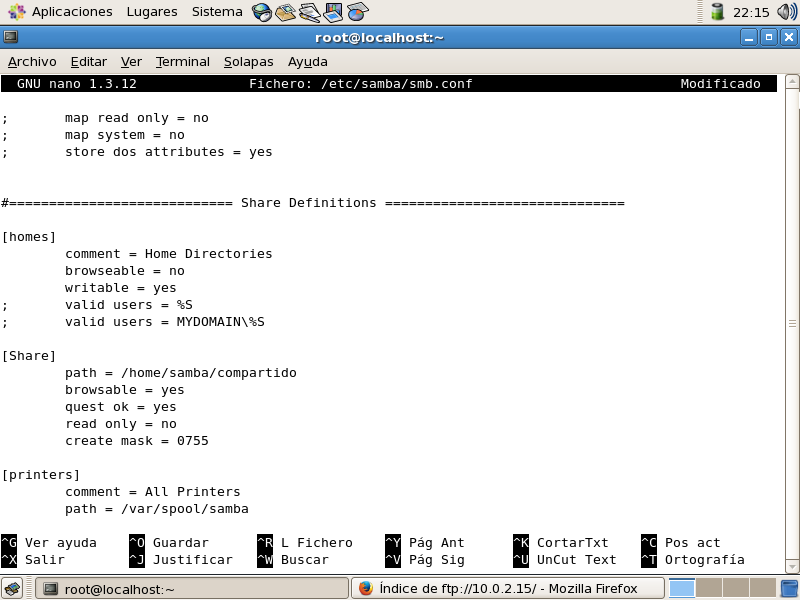 Aplicaciones Lugares Sistema 22:15
root@localhost:~
Archivo Editar Ver Terminal Solapas Ayuda
GNU nano 1.3.12 Fichero: /etc/samba/smb.conf Modificado
; map read only = no
; map system = no
; store dos attributes = yes
#============================ Share Definitions ==============================
[homes]
comment = Home Directories
browseable = no
writable = yes
; valid users = %S
; valid users = MYDOMAIN\%S
[Share]
path = /home/samba/compartido
browsable = yes
quest ok = yes
read only = no
create mask = 0755
[printers]
comment = All Printers
path = /var/spool/samba
^G Ver ayuda ^O Guardar ^R L Fichero ^Y Pág Ant ^K CortarTxt ^C Pos act
^X Salir ^J Justificar ^W Buscar ^V Pág Sig ^U UnCut Text ^T Ortografía
root@localhost:~ Índice de ftp://10.0.2.15/ - Mozilla Firefox